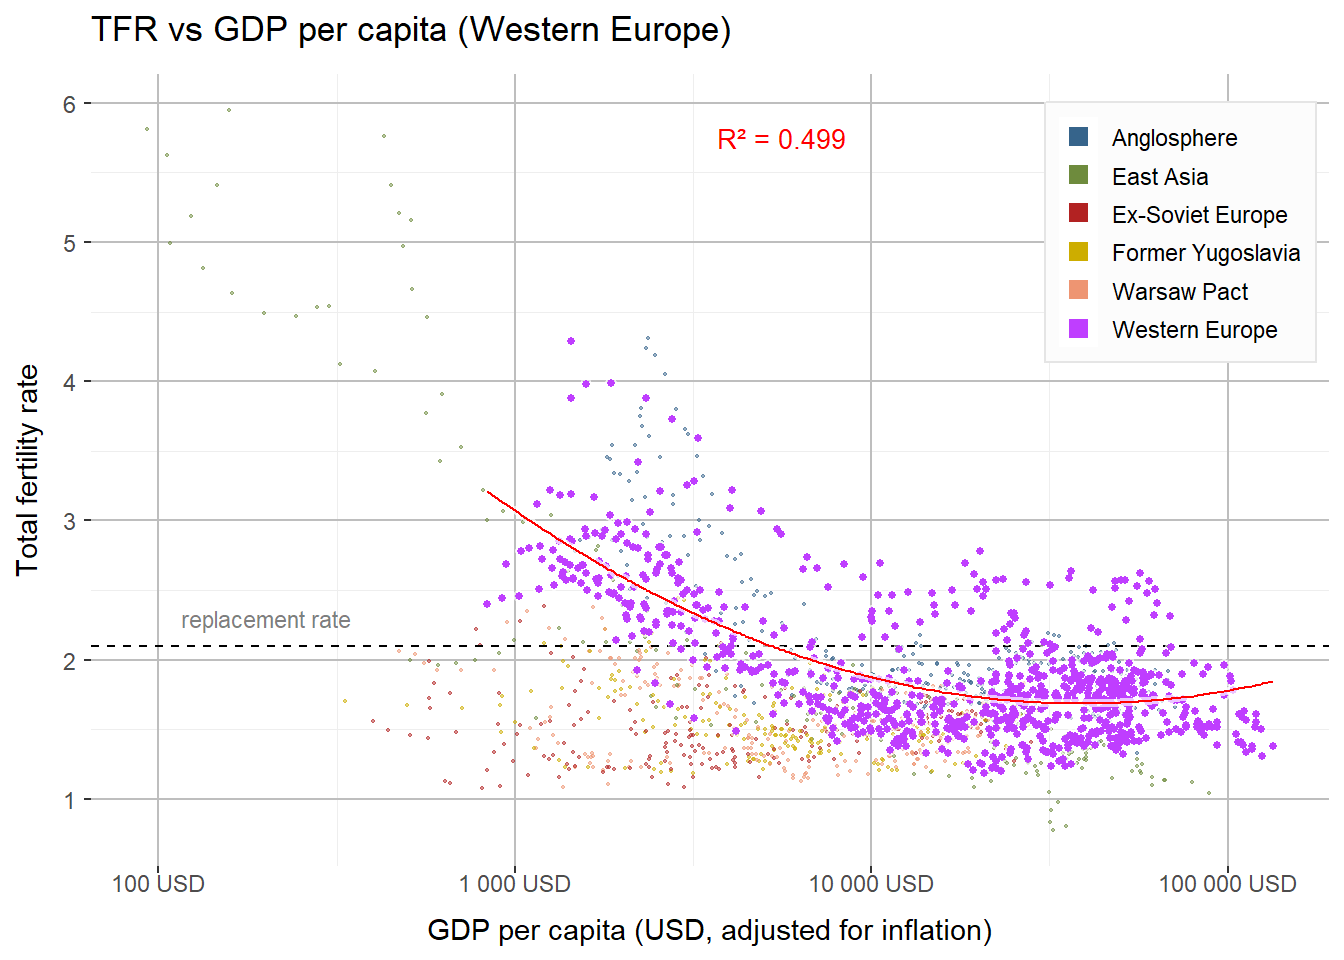 TFR vs GDP per capita (Western Europe)
6
5
4
3
2
1
Total fertility rate
R² = 0.499
replacement rate
Anglosphere
East Asia
Ex-Soviet Europe
Former Yugoslavia
Warsaw Pact
Western Europe
100 USD
1 000 USD
10 000 USD
100 000 USD
GDP per capita (USD, adjusted for inflation)